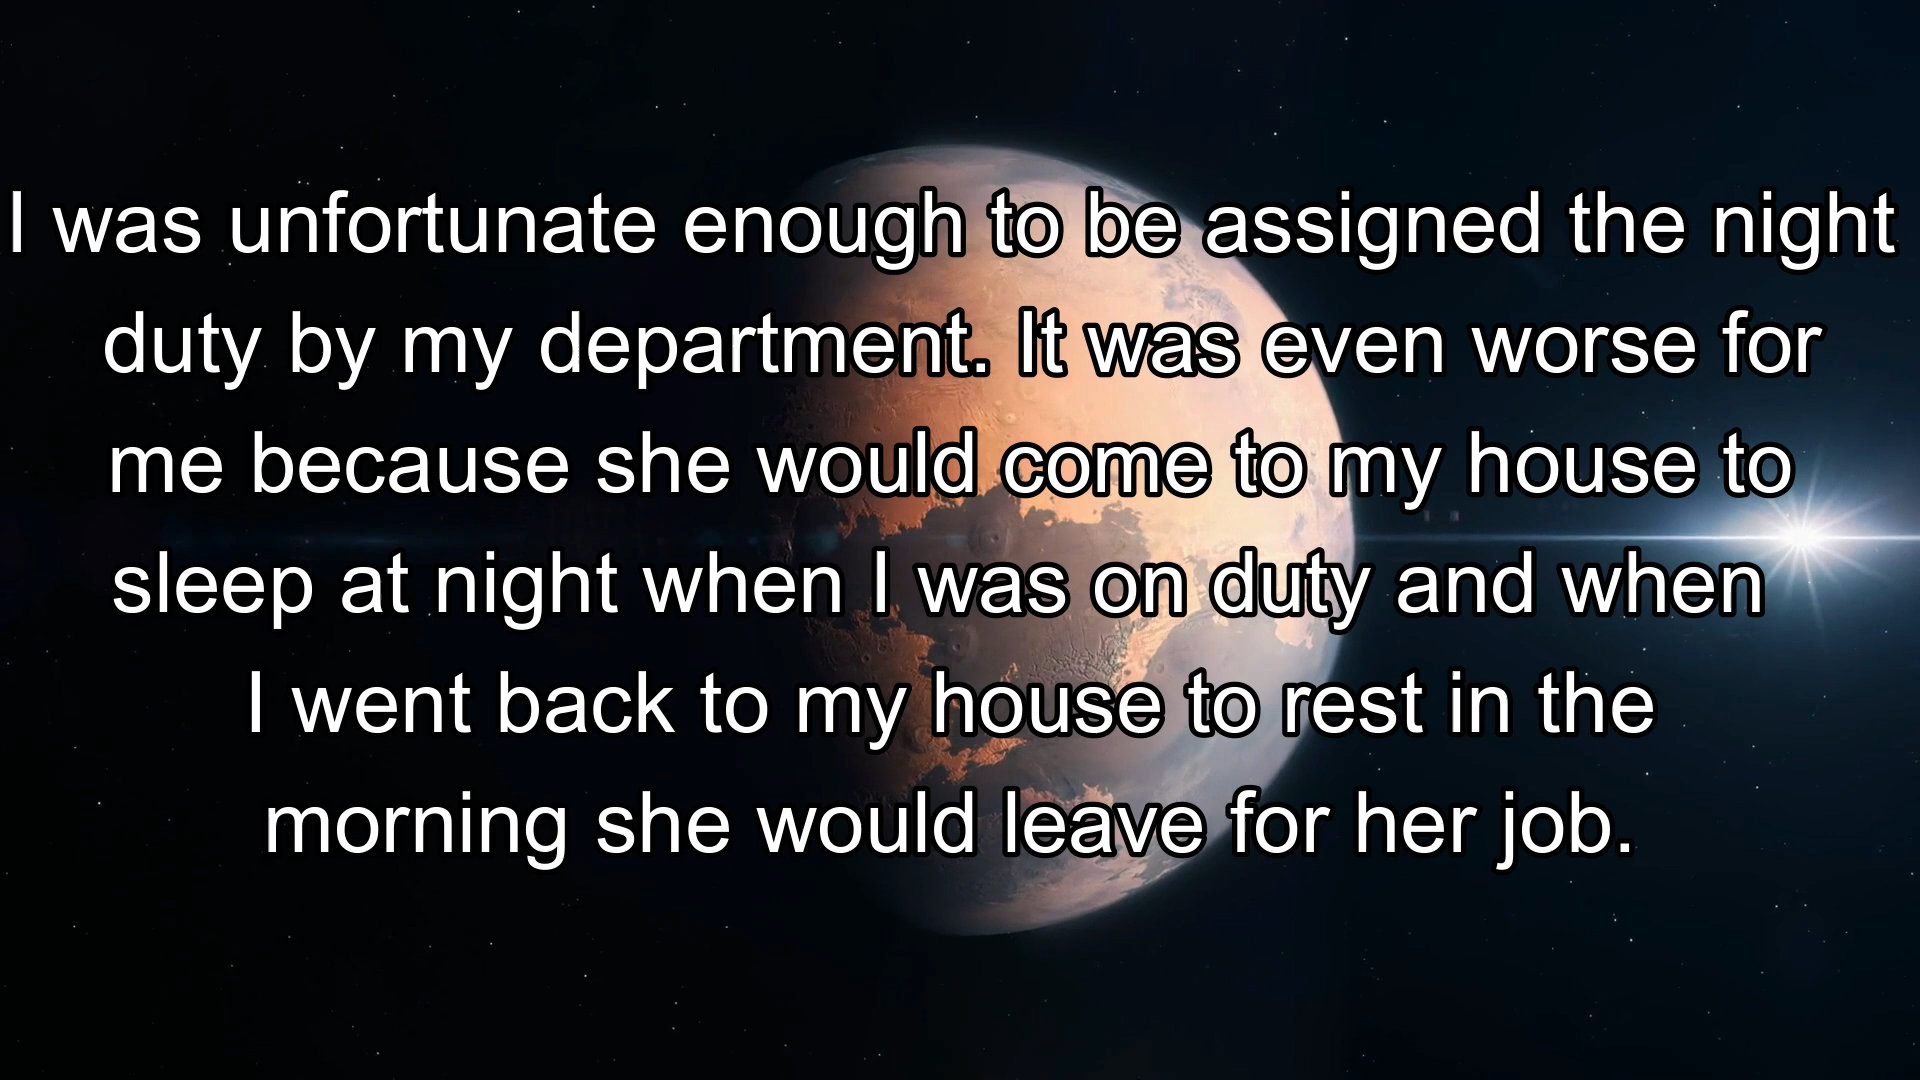 I was unfortunate enough to be assigned the night
duty by my department. It was even worse for
me because she would come to my house to
sleep at night when I was on duty and when
I went back to my house to rest in the
morning she would leave for her job.